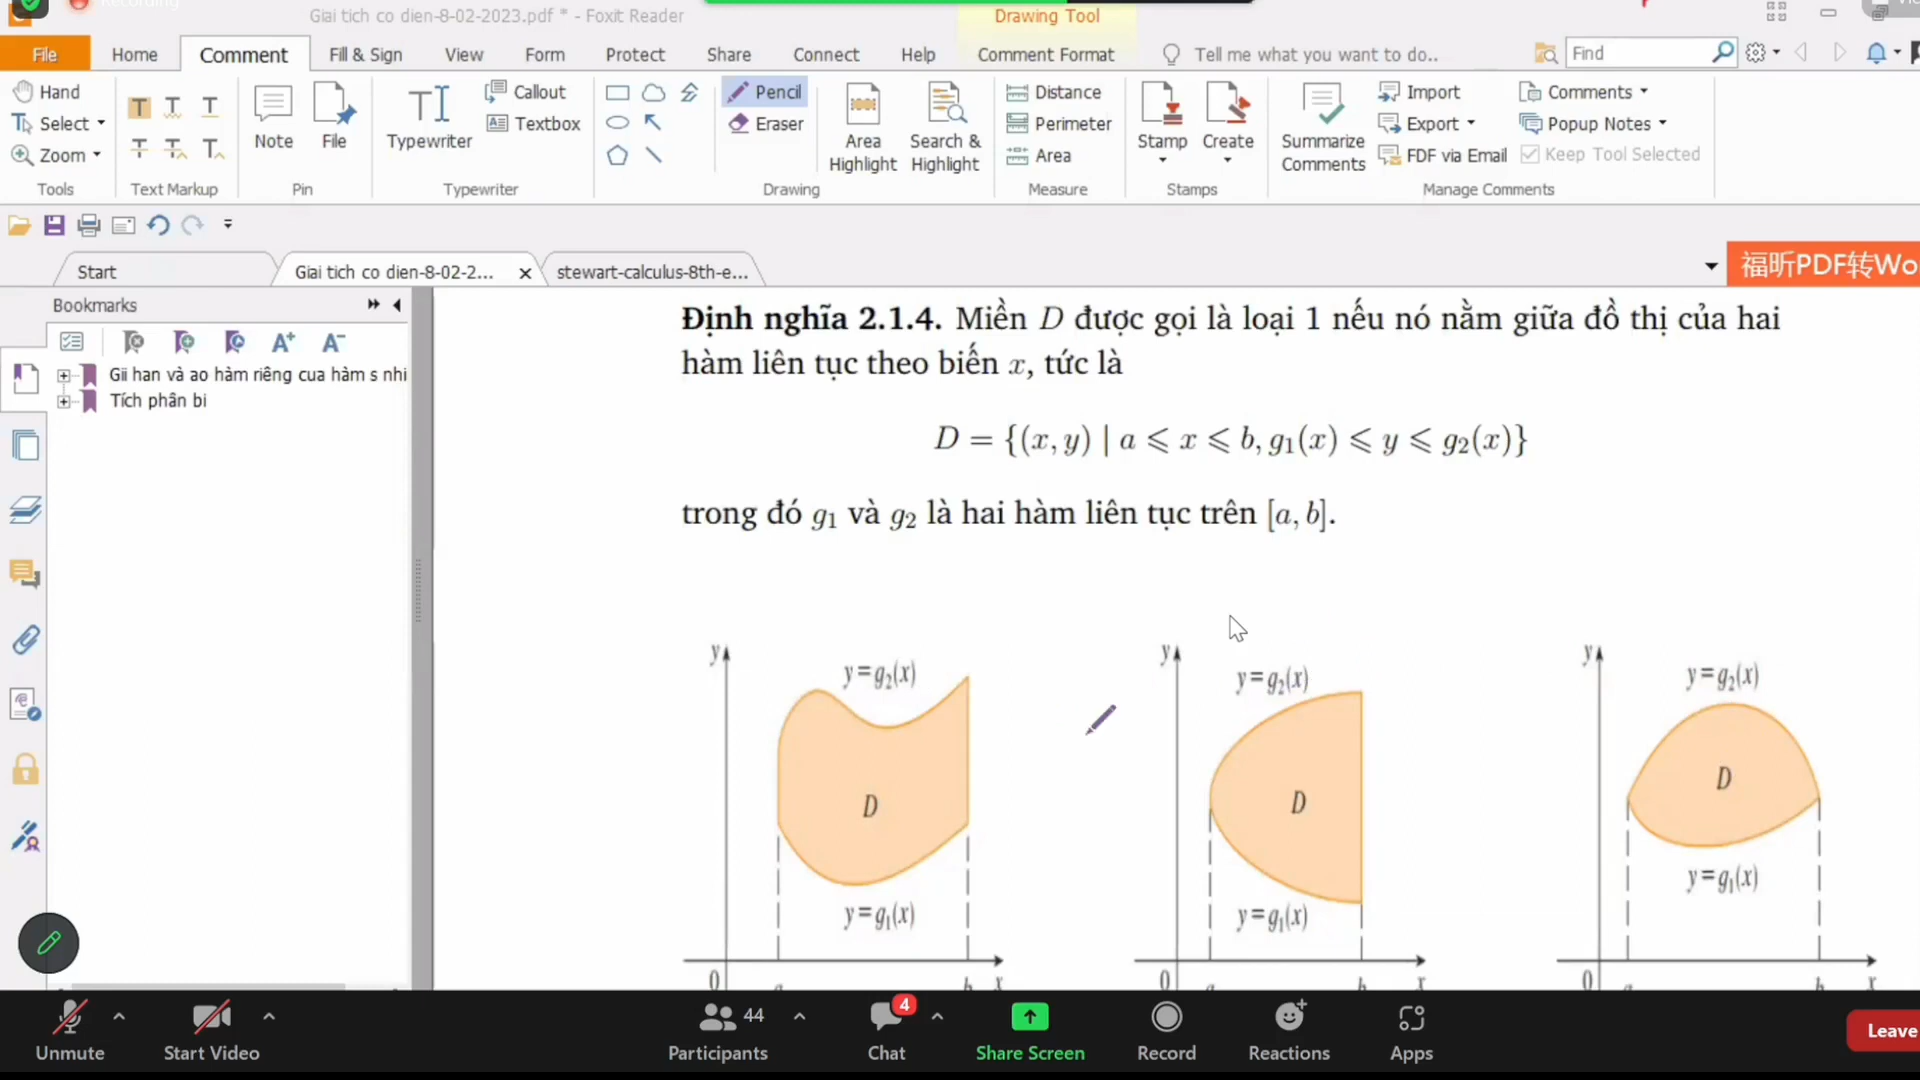 Recording
Giai tich co dien-8-02-2023.pdf * - Foxit Reader
Drawing Tool
File Home Comment Fill & Sign View Form Protect Share Connect Help Comment Format Tell me what you want to do.. Find
Hand
Select
Zoom
Tools
Text Markup
Note
File
Pin
Typewriter
Callout
Textbox
Typewriter
Pencil
Eraser
Area
Highlight
Search &
Highlight
Drawing
Distance
Perimeter
Area
Measure
Stamp
Create
Stamps
Summarize
Comments
Import
Export
FDF via Email
Comments
Popup Notes
Keep Tool Selected
Manage Comments
Start
Giai tich co dien-8-02-2...
stewart-calculus-8th-e...
福昕PDF转Wo
Bookmarks
Gii han và ao hàm riêng cua hàm s nhi
Tích phân bi
Định nghĩa 2.1.4. Miền D được gọi là loại 1 nếu nó nằm giữa đồ thị của hai
hàm liên tục theo biến x, tức là
D = {(x, y) | a ⩽ x ⩽ b, g₁(x) ⩽ y ⩽ g₂(x)}
trong đó g₁ và g₂ là hai hàm liên tục trên [a, b].
y
y=g₂(x)
D
y=g₁(x)
0 a b x
y
y=g₂(x)
D
y=g₁(x)
0 a b x
y
y=g₂(x)
D
y=g₁(x)
0 a b x
Unmute
Start Video
44
Participants
4
Chat
Share Screen
Record
Reactions
Apps
Leave